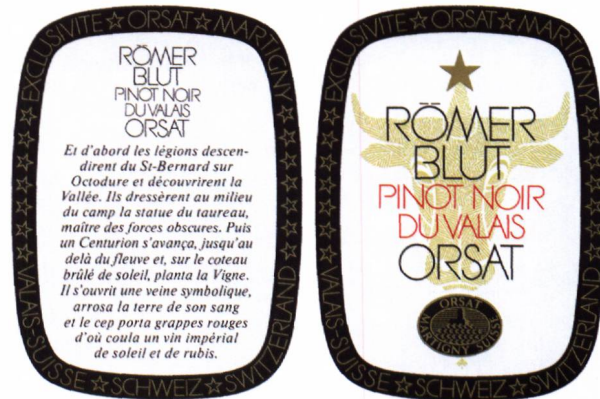 EXCLUSIVITE ☆ ORSAT ☆ MARTIGNY
RÖMER
BLUT
PINOT NOIR
DU VALAIS
ORSAT
Et d'abord les légions descen-
dirent du St-Bernard sur
Octodure et découvrirent la
Vallée. Ils dressèrent au milieu
du camp la statue du taureau,
maître des forces obscures. Puis
un Centurion s'avança, jusqu'au
delà du fleuve et, sur le coteau
brûlé de soleil, planta la Vigne.
Il s'ouvrit une veine symbolique,
arrosa la terre de son sang
et le cep porta grappes rouges
d'où coula un vin impérial
de soleil et de rubis.
VALAIS-SUISSE ☆ SCHWEIZ ☆ SWITZERLAND
EXCLUSIVITE ☆ ORSAT ☆ MARTIGNY
RÖMER
BLUT
PINOT NOIR
DU VALAIS
ORSAT
ORSAT
MARTIGNY SUISSE
VALAIS-SUISSE ☆ SCHWEIZ ☆ SWITZERLAND